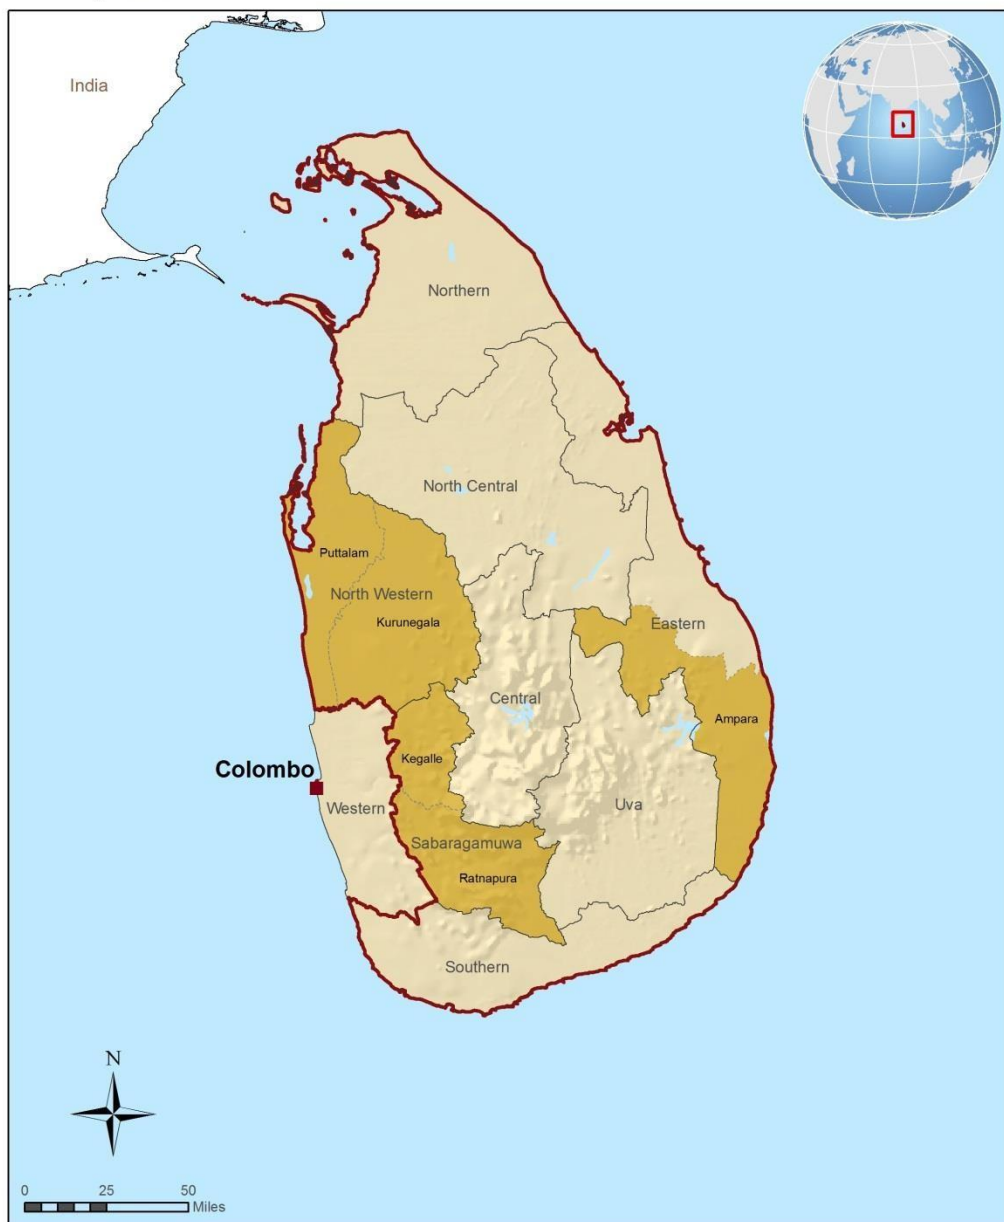 India
Northern
North Central
Puttalam
North Western
Kurunegala
Eastern
Central
Ampara
Kegalle
Colombo
Western
Uva
Sabaragamuwa
Ratnapura
Southern
N
0 25 50
Miles